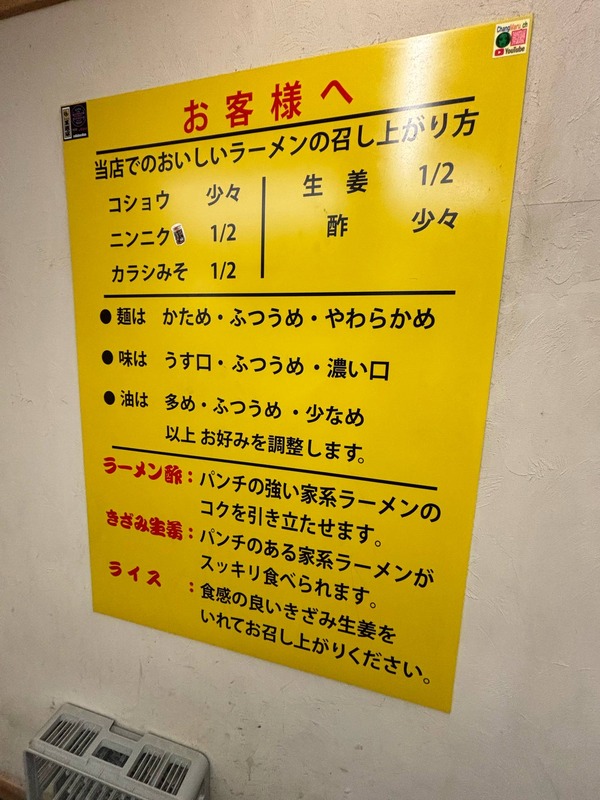 お客様へ
当店でのおいしいラーメンの召し上がり方
コショウ 少々
ニンニク 1/2
カラシみそ 1/2
生姜 1/2
酢 少々
● 麺は かため・ふつうめ・やわらかめ
● 味は うす口・ふつうめ・濃い口
● 油は 多め・ふつうめ・少なめ
以上 お好みを調整します。
ラーメン酢：パンチの強い家系ラーメンの
コクを引き立たせます。
きざみ生姜：パンチのある家系ラーメンが
スッキリ食べられます。
ライス：食感の良いきざみ生姜を
いれてお召し上がりください。
ChangMaru.ch
YouTube